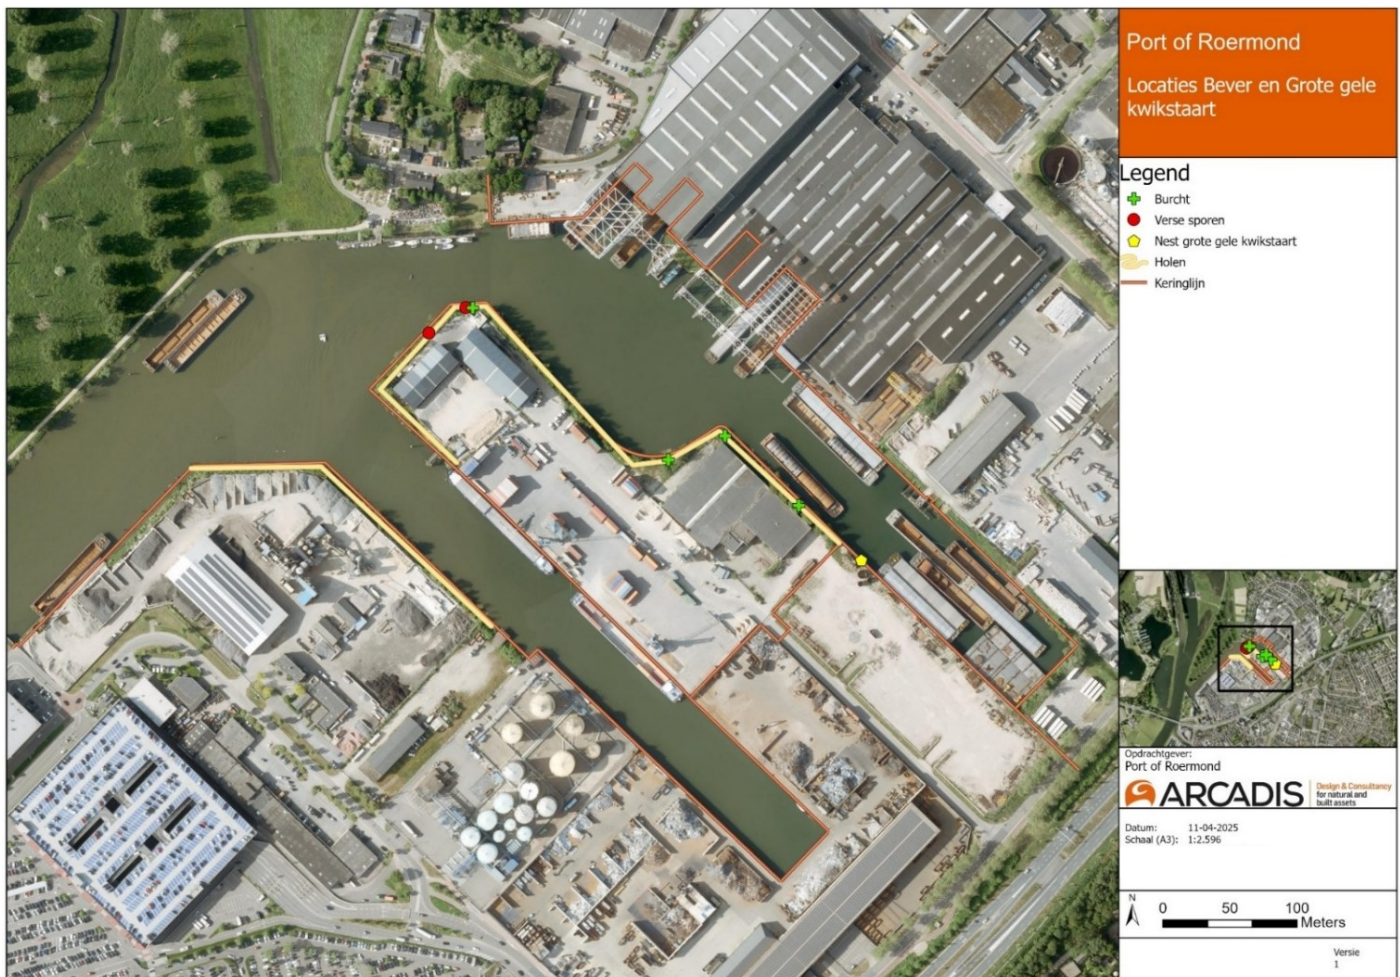 Port of Roermond
Locaties Bever en Grote gele
kwikstaart
Legend
Burcht
Verse sporen
Nest grote gele kwikstaart
Holen
Keringlijn
Opdrachtgever:
Port of Roermond
ARCADIS
Design & Consultancy
for natural and
built assets
Datum: 11-04-2025
Schaal (A3): 1:2.596
N
0 50 100
Meters
Versie
1